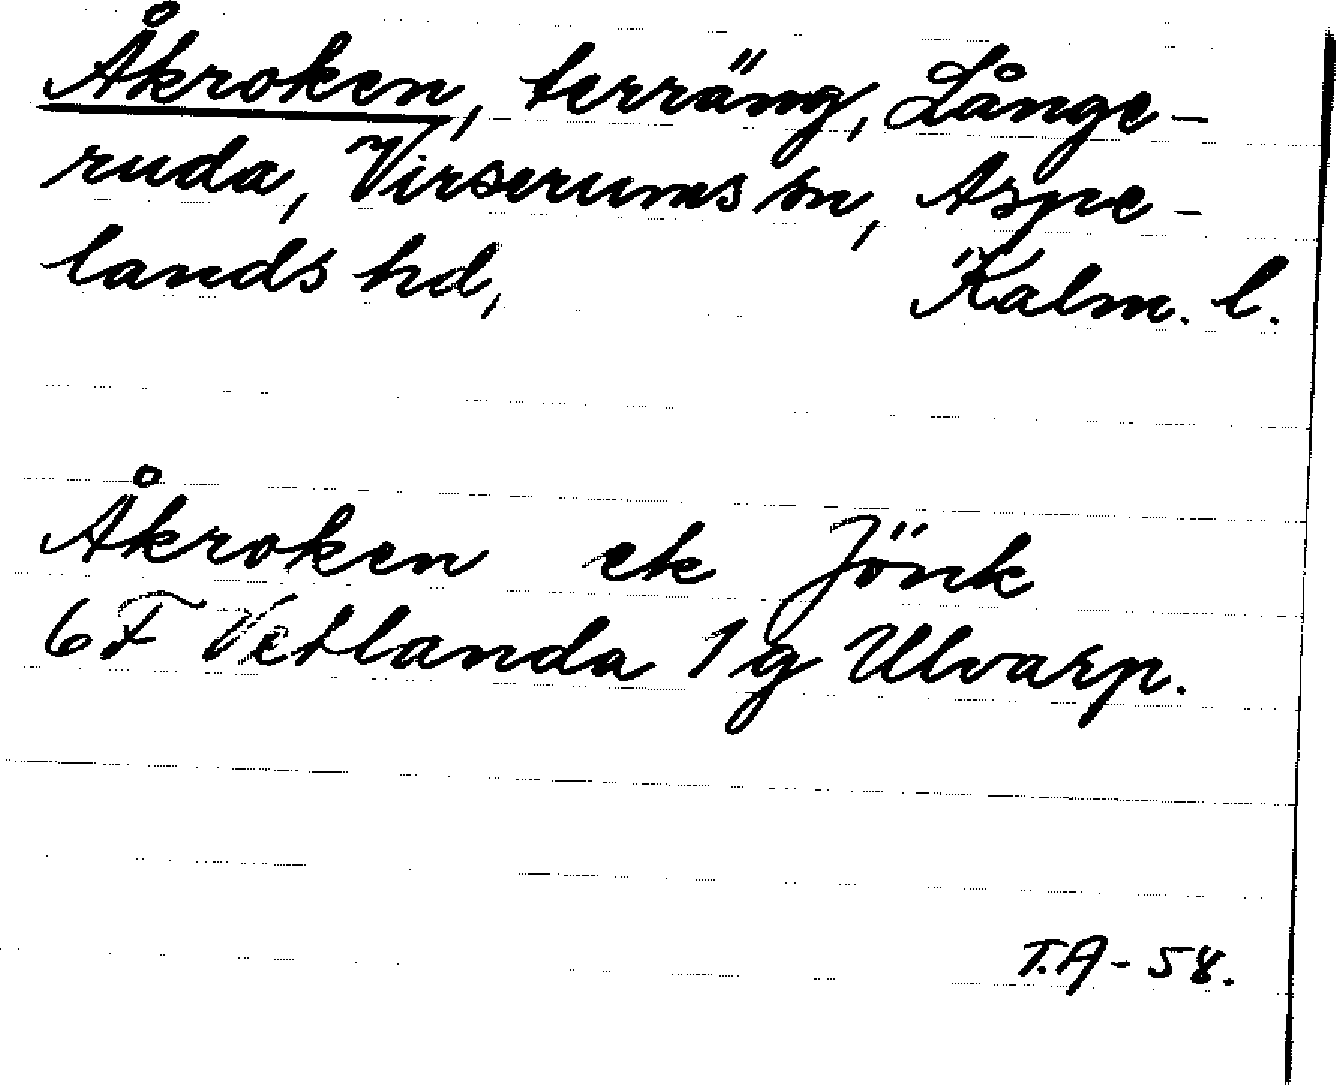 Åkroken, terräng, Långe-
ruda, Virserums sn, Aspe-
lands hd, Kalm. l.
Åkroken ek Jönk
6F Vetlanda 1g Ulvarp.
T.A-58.